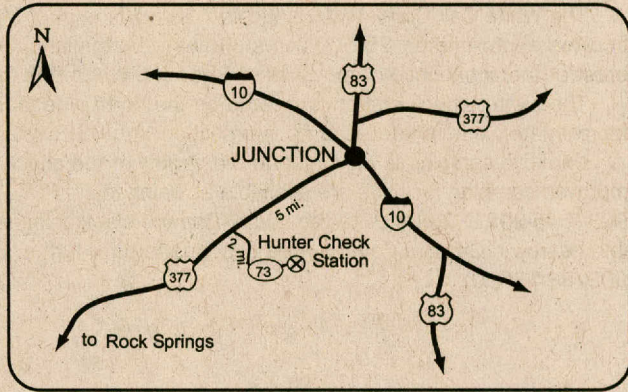 N
83
10
377
JUNCTION
10
5 mi.
2 mi.
Hunter Check
Station
73
377
83
to Rock Springs